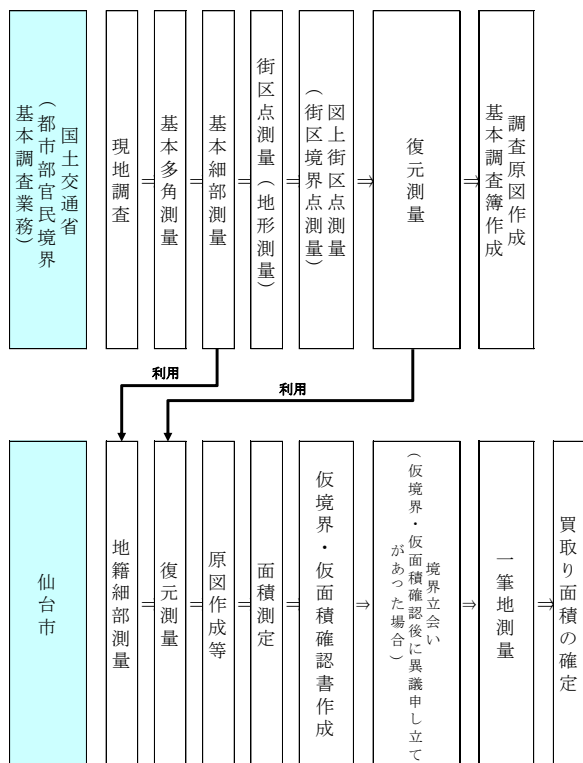 国土交通省
(都市部官民境界
基本調査業務)
現地調査
=
基本多角測量
=
基本細部測量
=
街区点測量(地形測量)
=
図上街区点測量
(街区境界点測量)
⇒
復元測量
⇒
調査原図作成
基本調査簿作成
利用
利用
仙台市
地籍細部測量
=
復元測量
=
原図作成等
=
面積測定
=
仮境界・仮面積確認書作成
⇒
境界立会い
(仮境界・仮面積確認後に異議申し立て
があった場合)
⇒
一筆地測量
⇒
買取り面積の確定